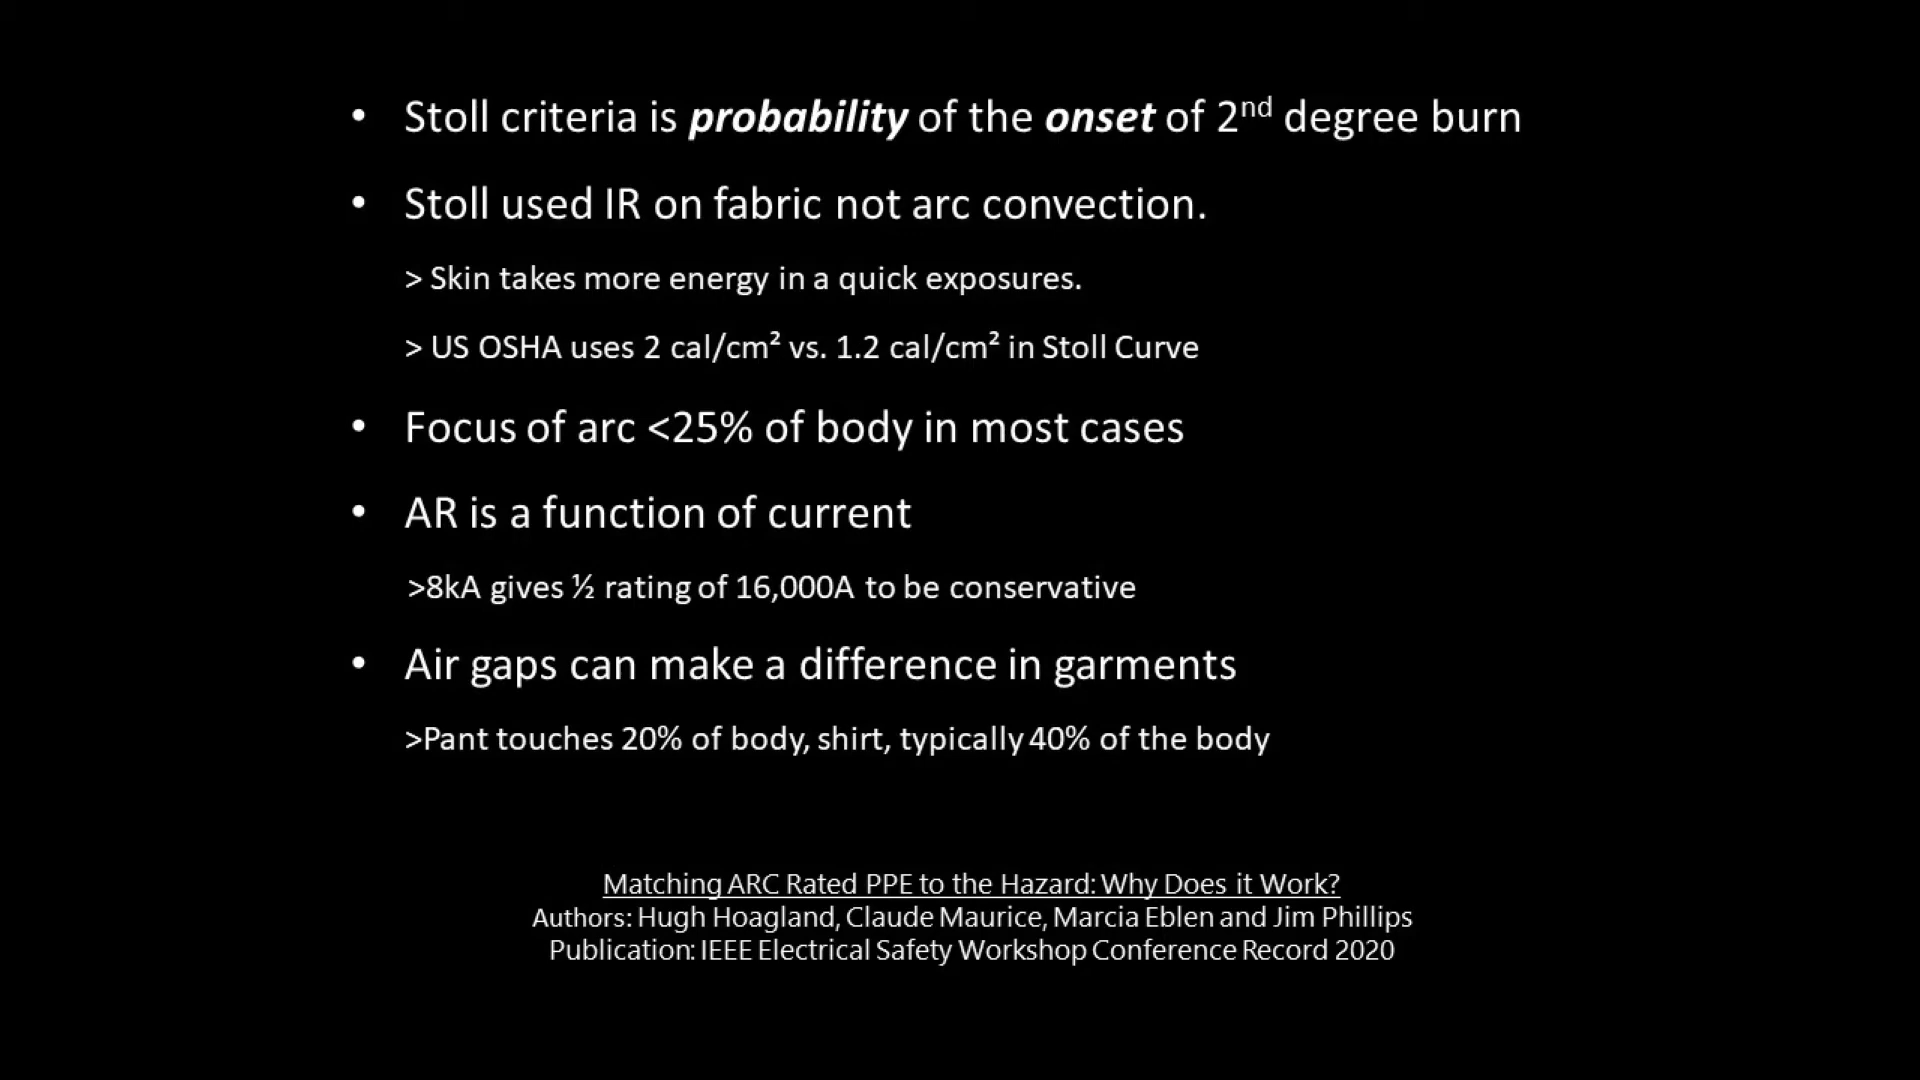 • Stoll criteria is probability of the onset of 2nd degree burn
• Stoll used IR on fabric not arc convection.
> Skin takes more energy in a quick exposures.
> US OSHA uses 2 cal/cm² vs. 1.2 cal/cm² in Stoll Curve
• Focus of arc <25% of body in most cases
• AR is a function of current
>8kA gives ½ rating of 16,000A to be conservative
• Air gaps can make a difference in garments
>Pant touches 20% of body, shirt, typically 40% of the body
Matching ARC Rated PPE to the Hazard: Why Does it Work?
Authors: Hugh Hoagland, Claude Maurice, Marcia Eblen and Jim Phillips
Publication: IEEE Electrical Safety Workshop Conference Record 2020